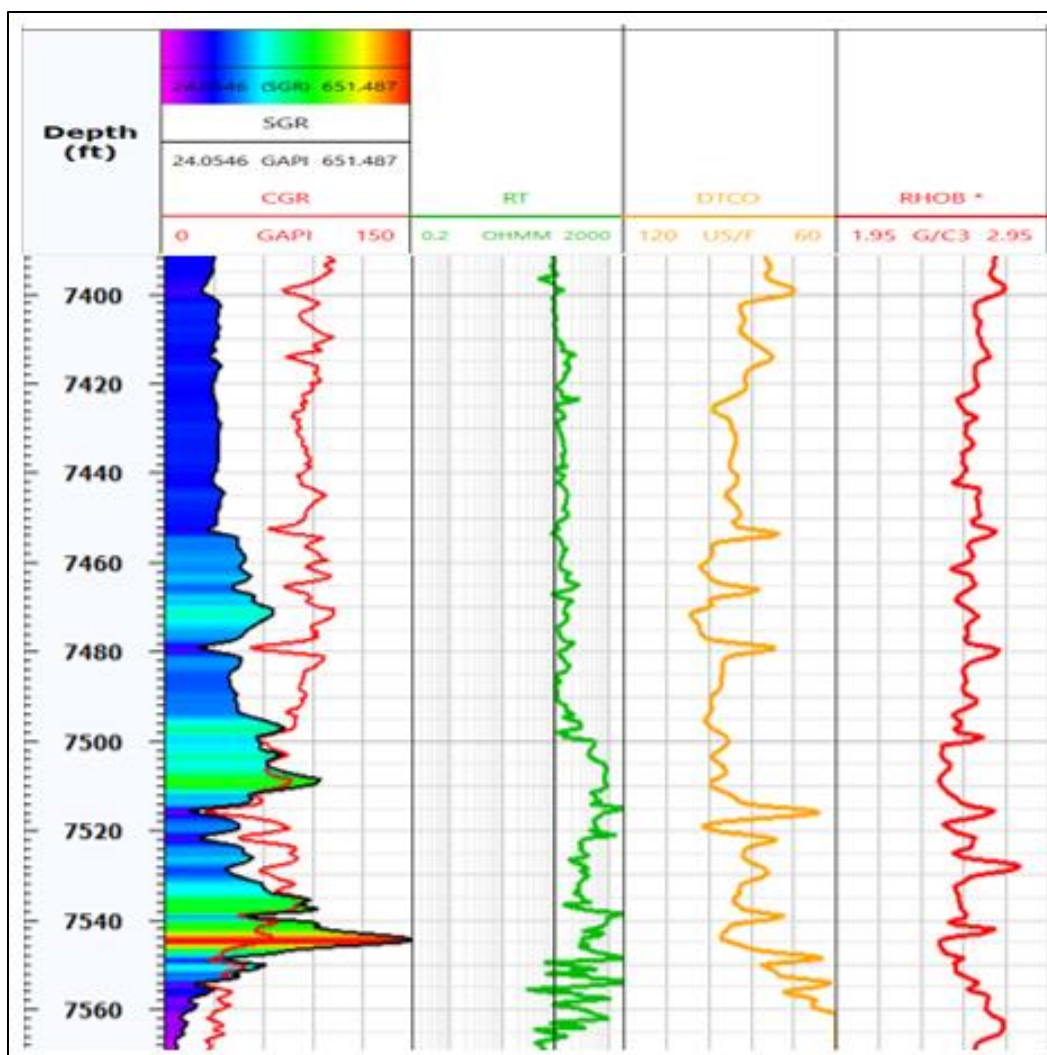 24.0546 (SGR) 651.487
SGR
Depth
(ft)
24.0546 GAPI 651.487
CGR RT DTCO RHOB *
0 GAPI 150 0.2 OHMM 2000 120 US/F 60 1.95 G/C3 2.95
7400
7420
7440
7460
7480
7500
7520
7540
7560